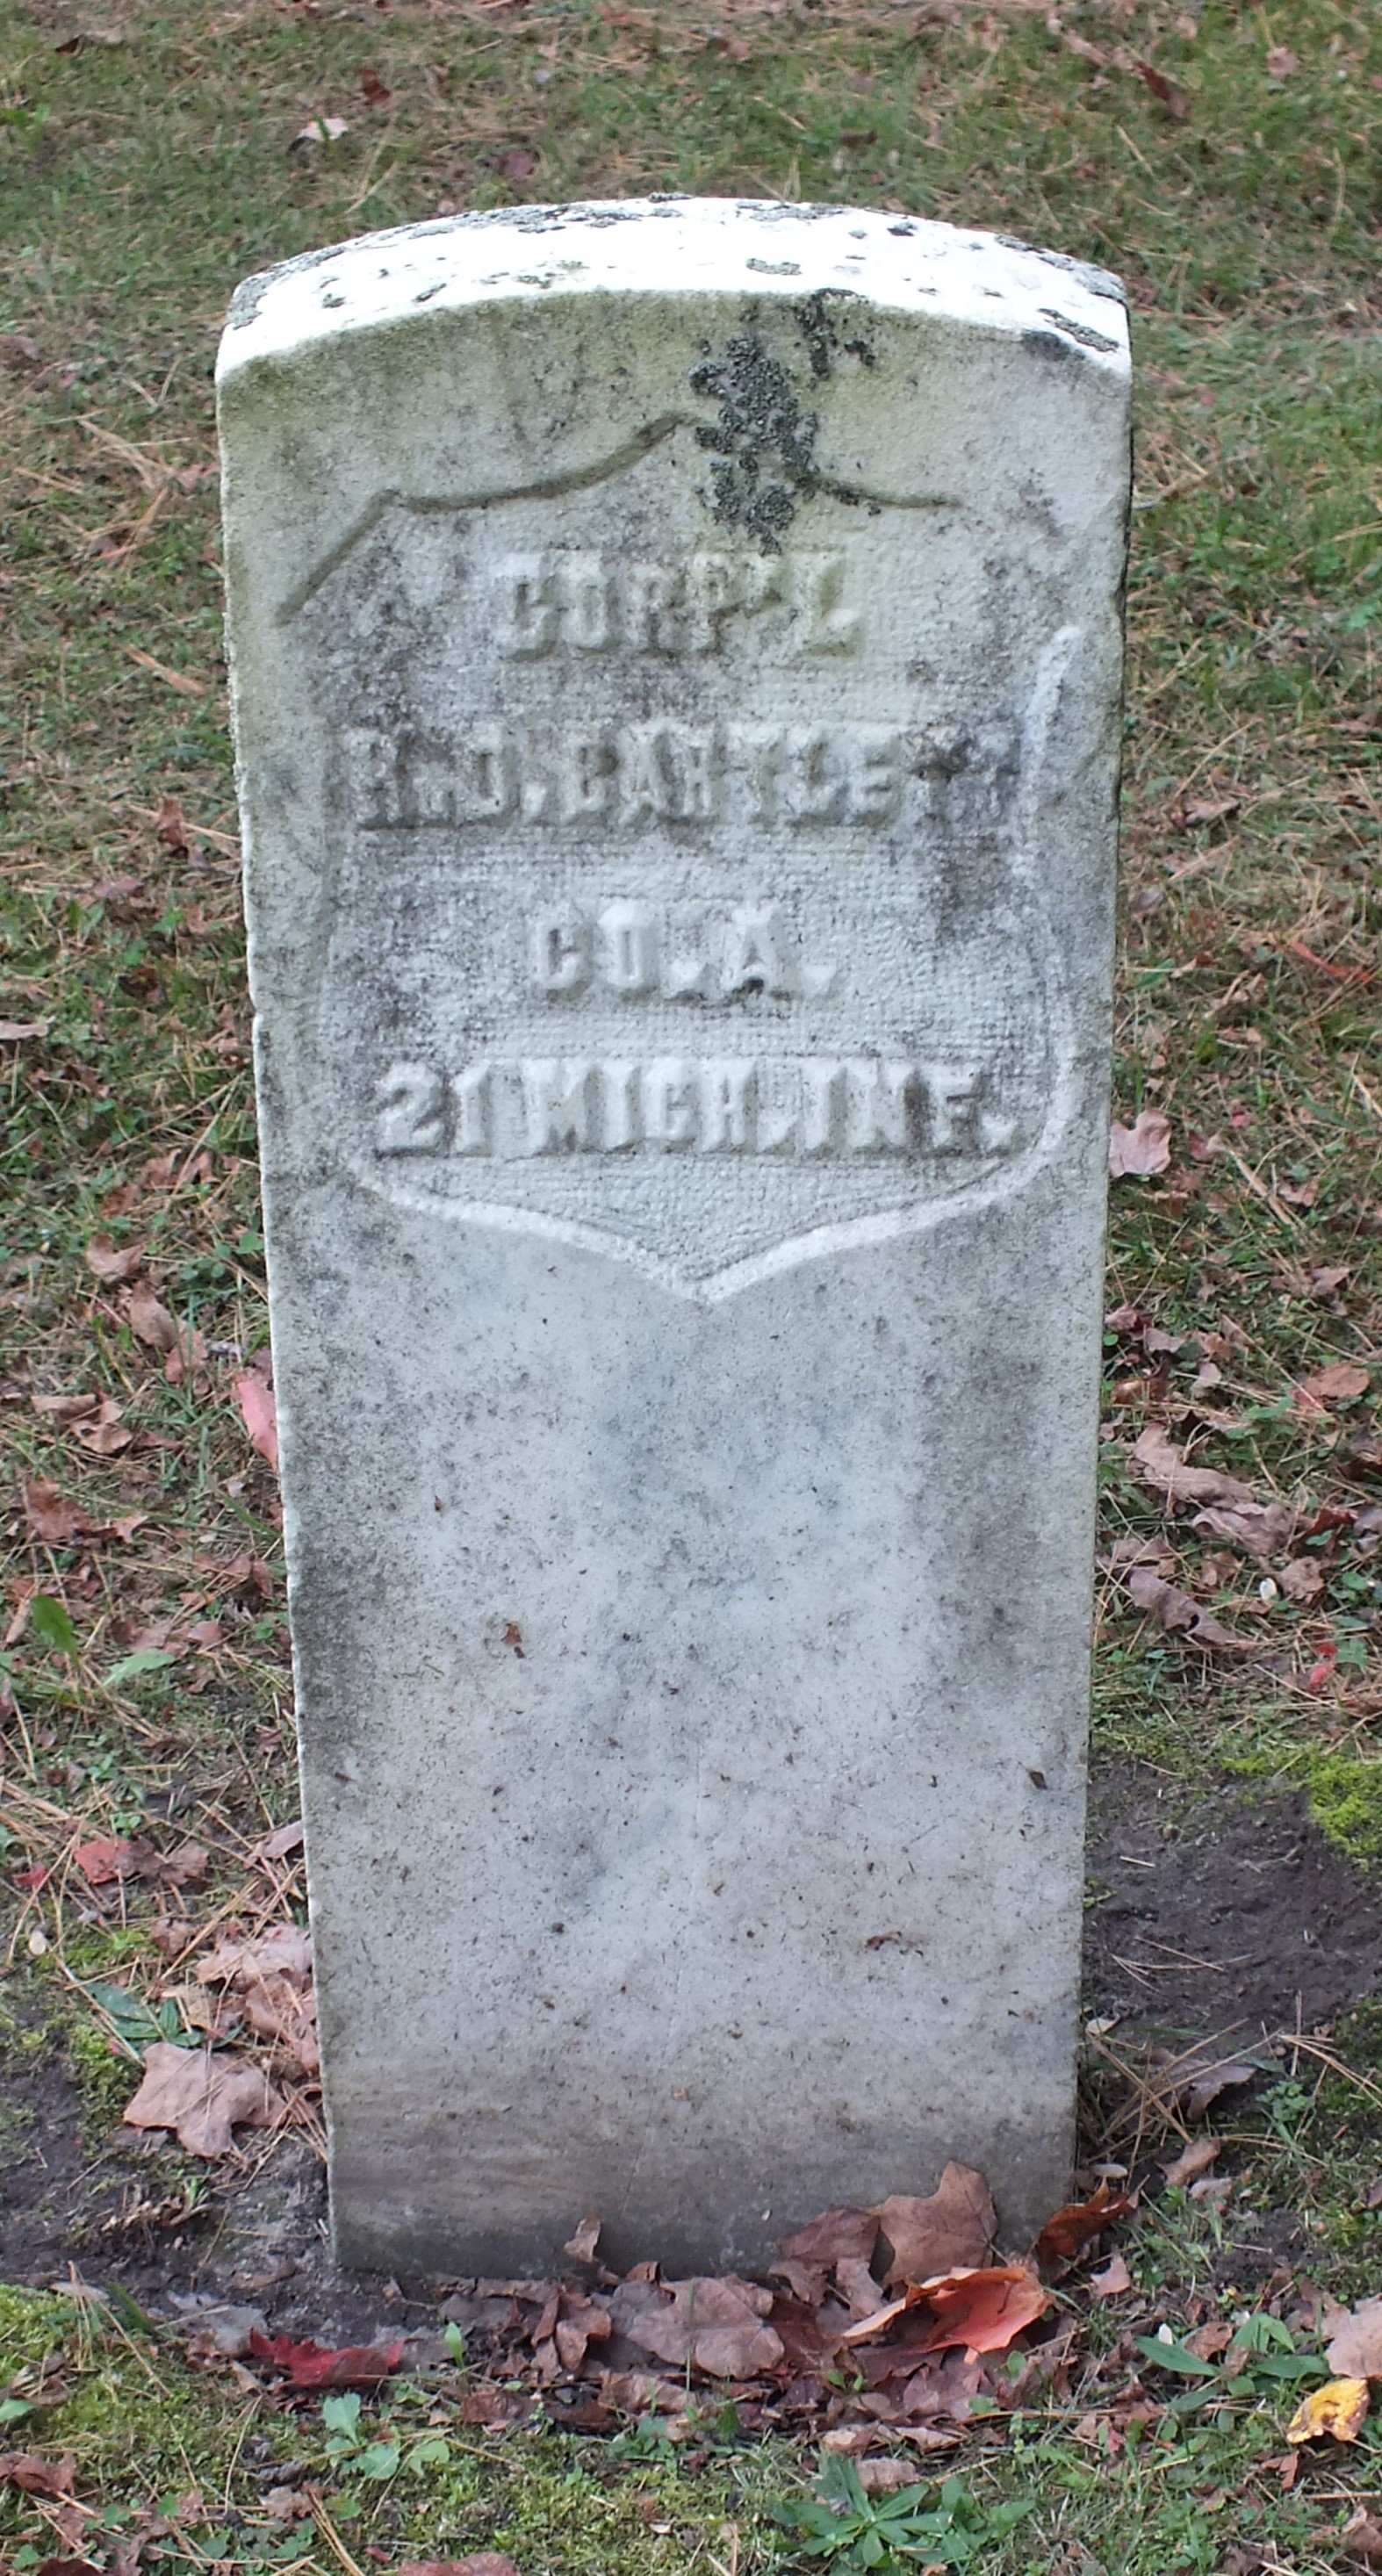 CORP'L
H.D. BARTLETT
CO. A.
21 MICH. INF.